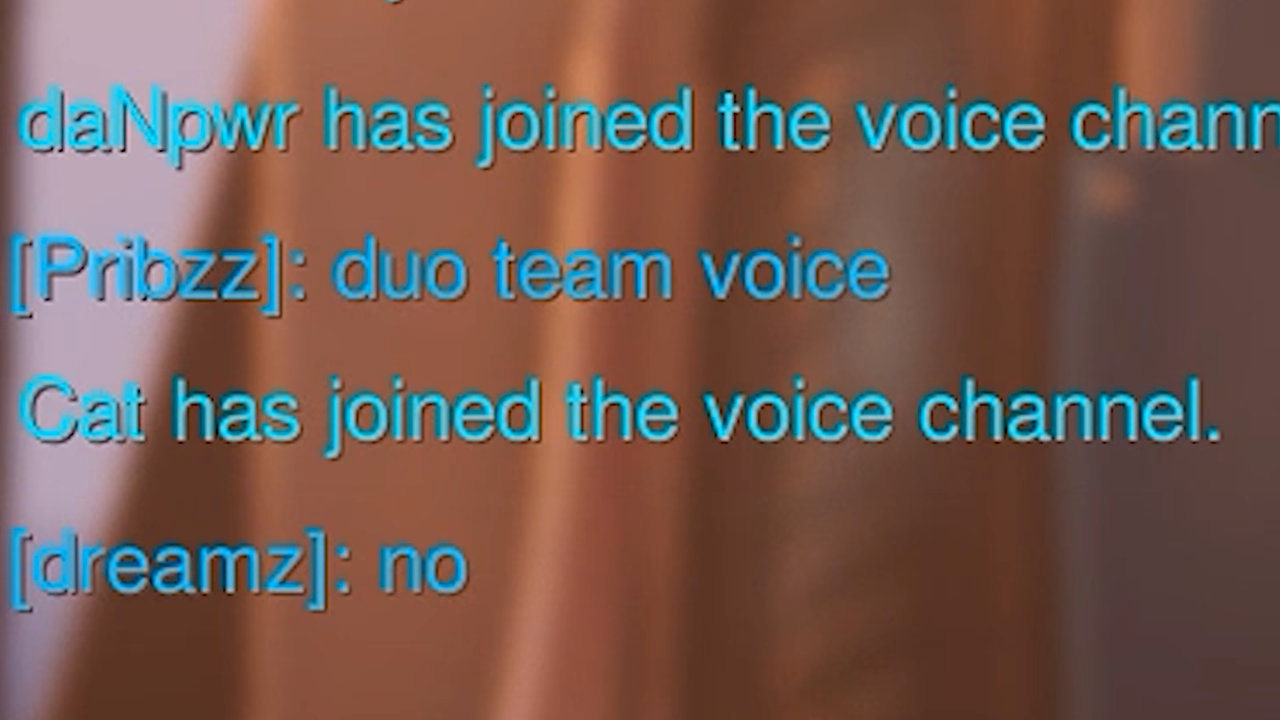 daNpwr has joined the voice chann
[Pribzz]: duo team voice
Cat has joined the voice channel.
[dreamz]: no